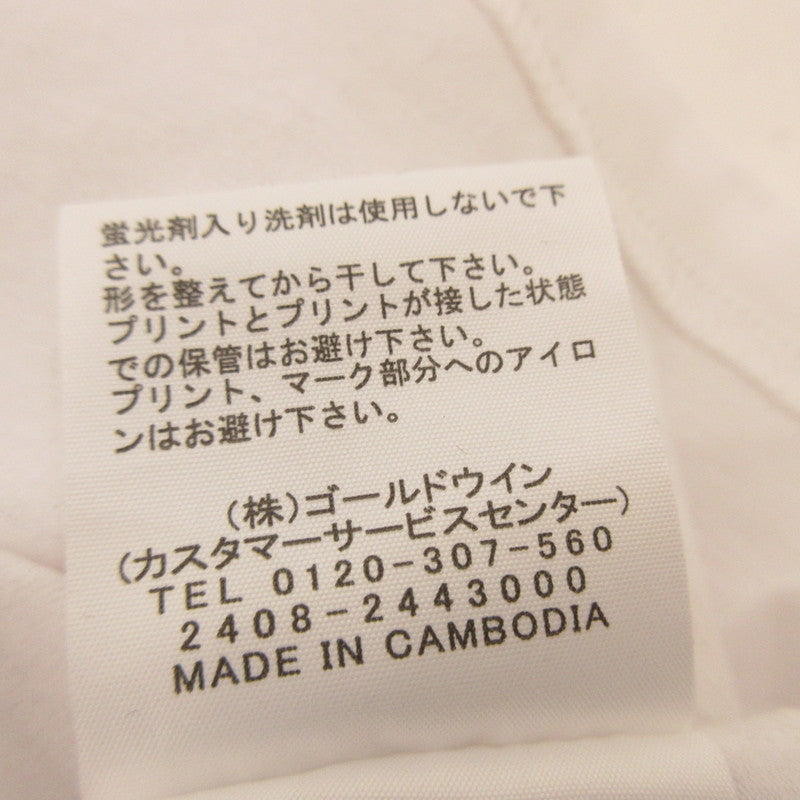 蛍光剤入り洗剤は使用しないで下
さい。
形を整えてから干して下さい。
プリントとプリントが接した状態
での保管はお避け下さい。
プリント、マーク部分へのアイロ
ンはお避け下さい。
(株)ゴールドウイン
(カスタマーサービスセンター)
TEL 0120-307-560
2408-2443000
MADE IN CAMBODIA